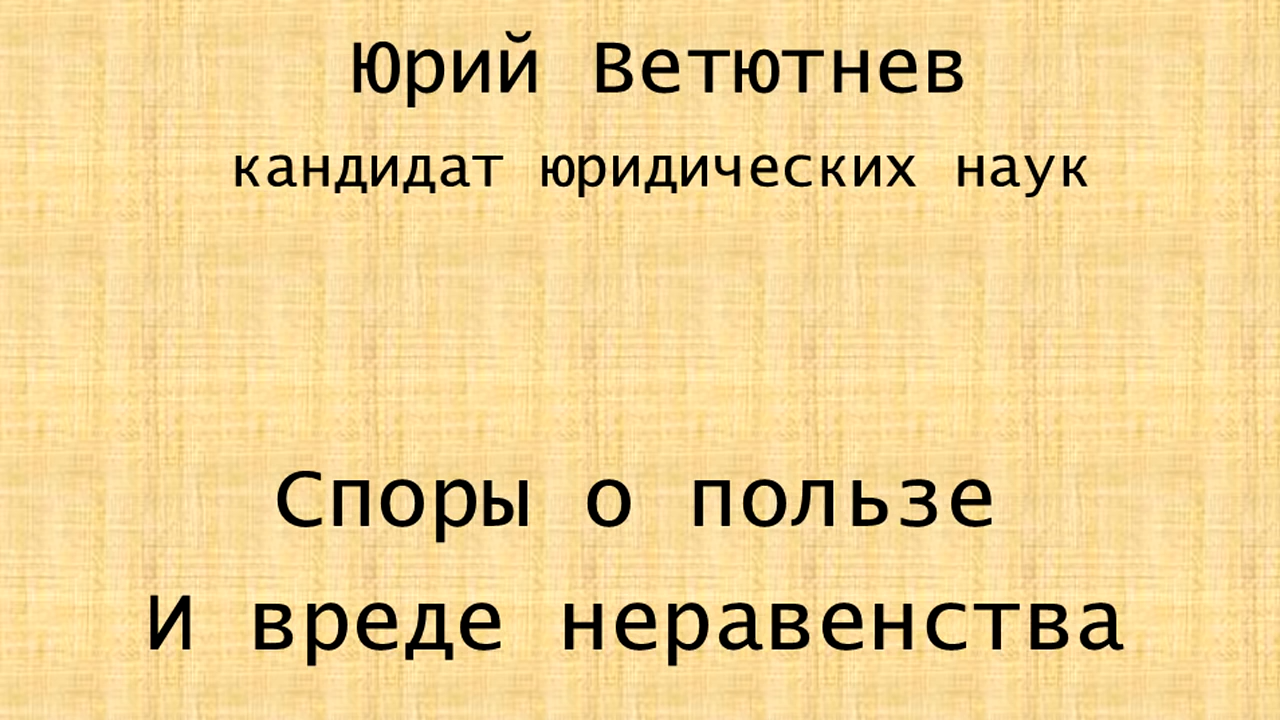 Юрий Ветютнев
кандидат юридических наук
Споры о пользе
И вреде неравенства